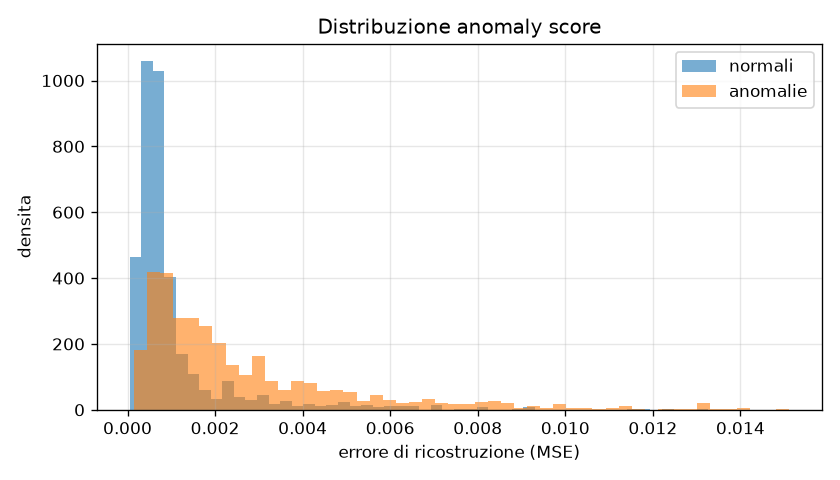 Distribuzione anomaly score
normali
anomalie
densita
1000
800
600
400
200
0
0.000 0.002 0.004 0.006 0.008 0.010 0.012 0.014
errore di ricostruzione (MSE)